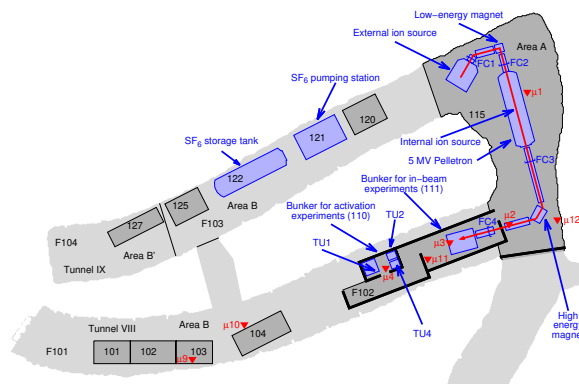 Low−energy magnet
External ion source
Area A
FC1
FC2
SF6 pumping station
μ1
115
120
121
Internal ion source
SF6 storage tank
5 MV Pelletron
FC3
122
Bunker for in−beam
experiments (111)
125
Area B
Bunker for activation
experiments (110)
TU2
127
F103
FC4
μ2
μ12
F104
Area B'
TU1
μ3
μ11
Tunnel IX
μ4
F102
High
energy
magnet
Tunnel VIII
Area B
μ10
104
TU4
F101
101
102
103
μ9